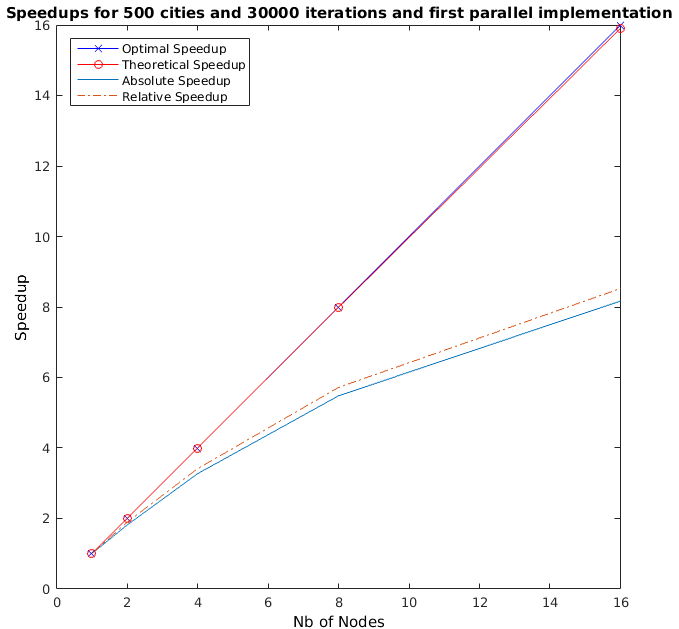 Speedups for 500 cities and 30000 iterations and first parallel implementation
Optimal Speedup
Theoretical Speedup
Absolute Speedup
Relative Speedup
16
14
12
10
8
6
4
2
0
Speedup
0 2 4 6 8 10 12 14 16
Nb of Nodes